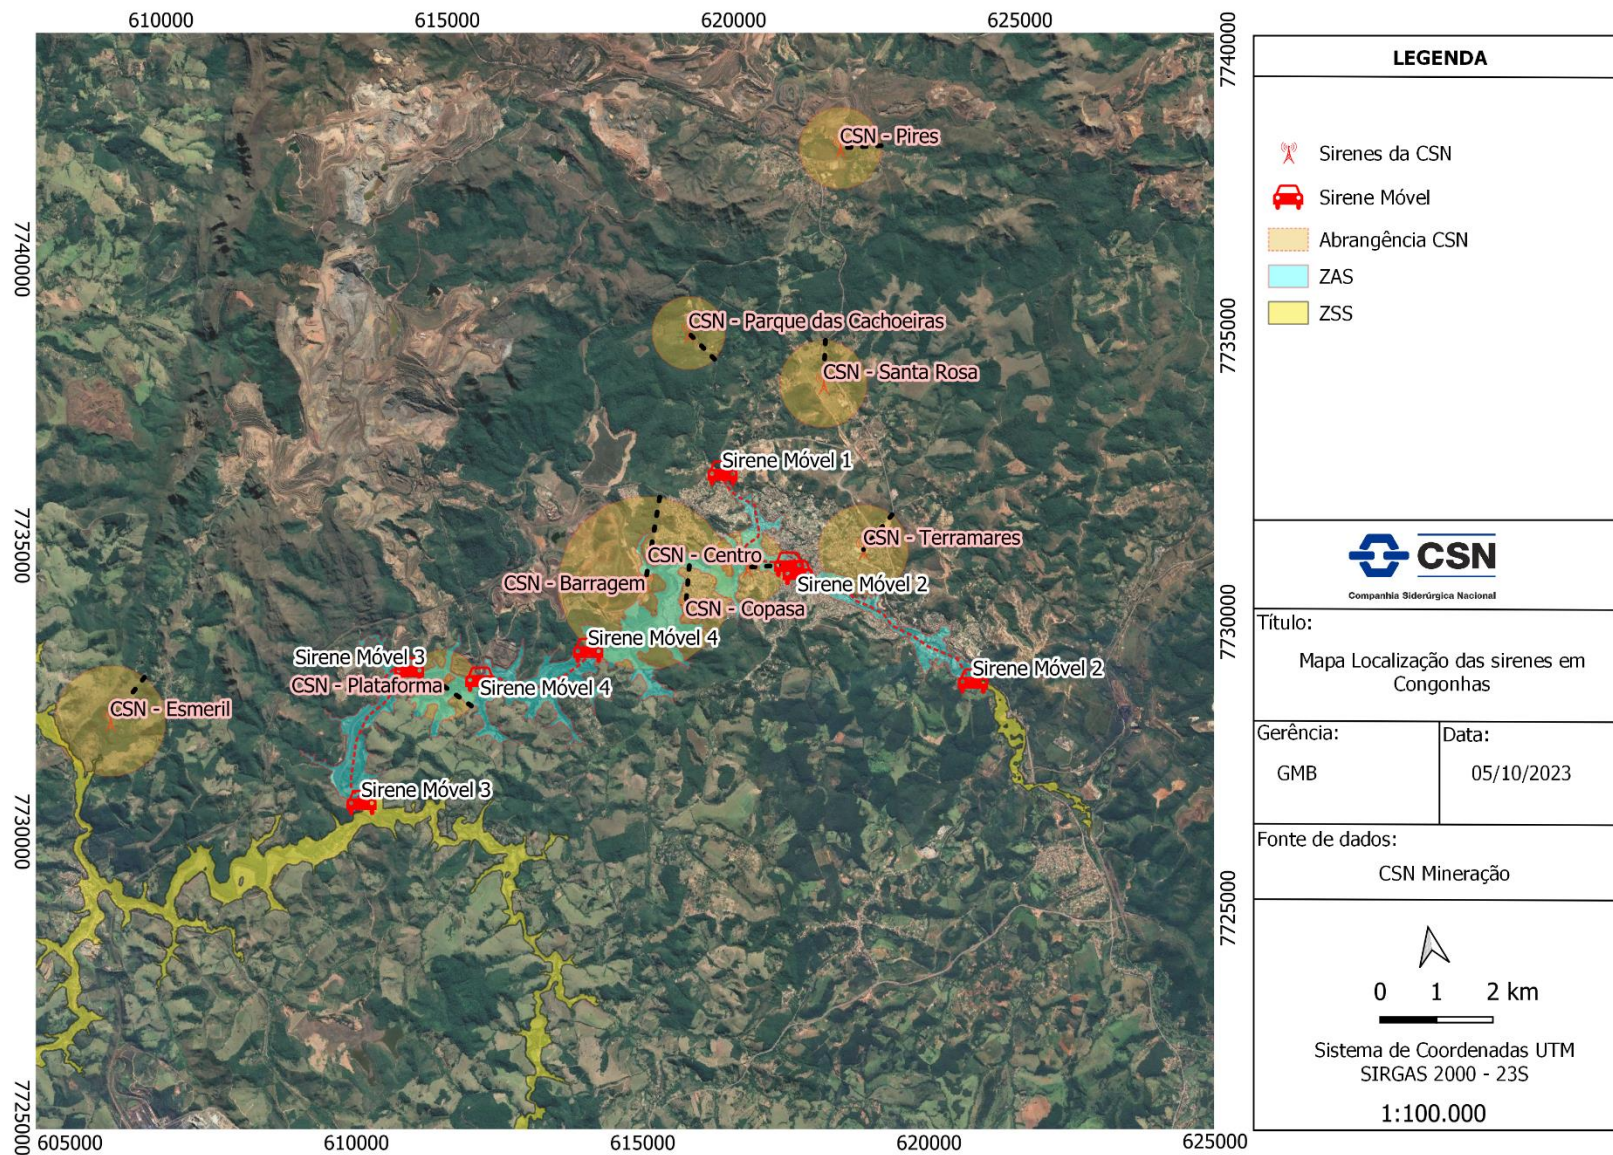 610000
615000
620000
625000
7740000
7735000
7730000
7725000
7740000
7735000
7730000
7725000
605000
610000
615000
620000
625000
CSN - Pires
CSN - Parque das Cachoeiras
CSN - Santa Rosa
Sirene Móvel 1
CSN - Terramares
CSN - Centro
CSN - Barragem
Sirene Móvel 2
CSN - Copasa
Sirene Móvel 4
Sirene Móvel 3
CSN - Plataforma
Sirene Móvel 4
Sirene Móvel 2
CSN - Esmeril
Sirene Móvel 3
LEGENDA
Sirenes da CSN
Sirene Móvel
Abrangência CSN
ZAS
ZSS
CSN
Companhia Siderúrgica Nacional
Título:
Mapa Localização das sirenes em
Congonhas
Gerência:
GMB
Data:
05/10/2023
Fonte de dados:
CSN Mineração
0 1 2 km
Sistema de Coordenadas UTM
SIRGAS 2000 - 23S
1:100.000